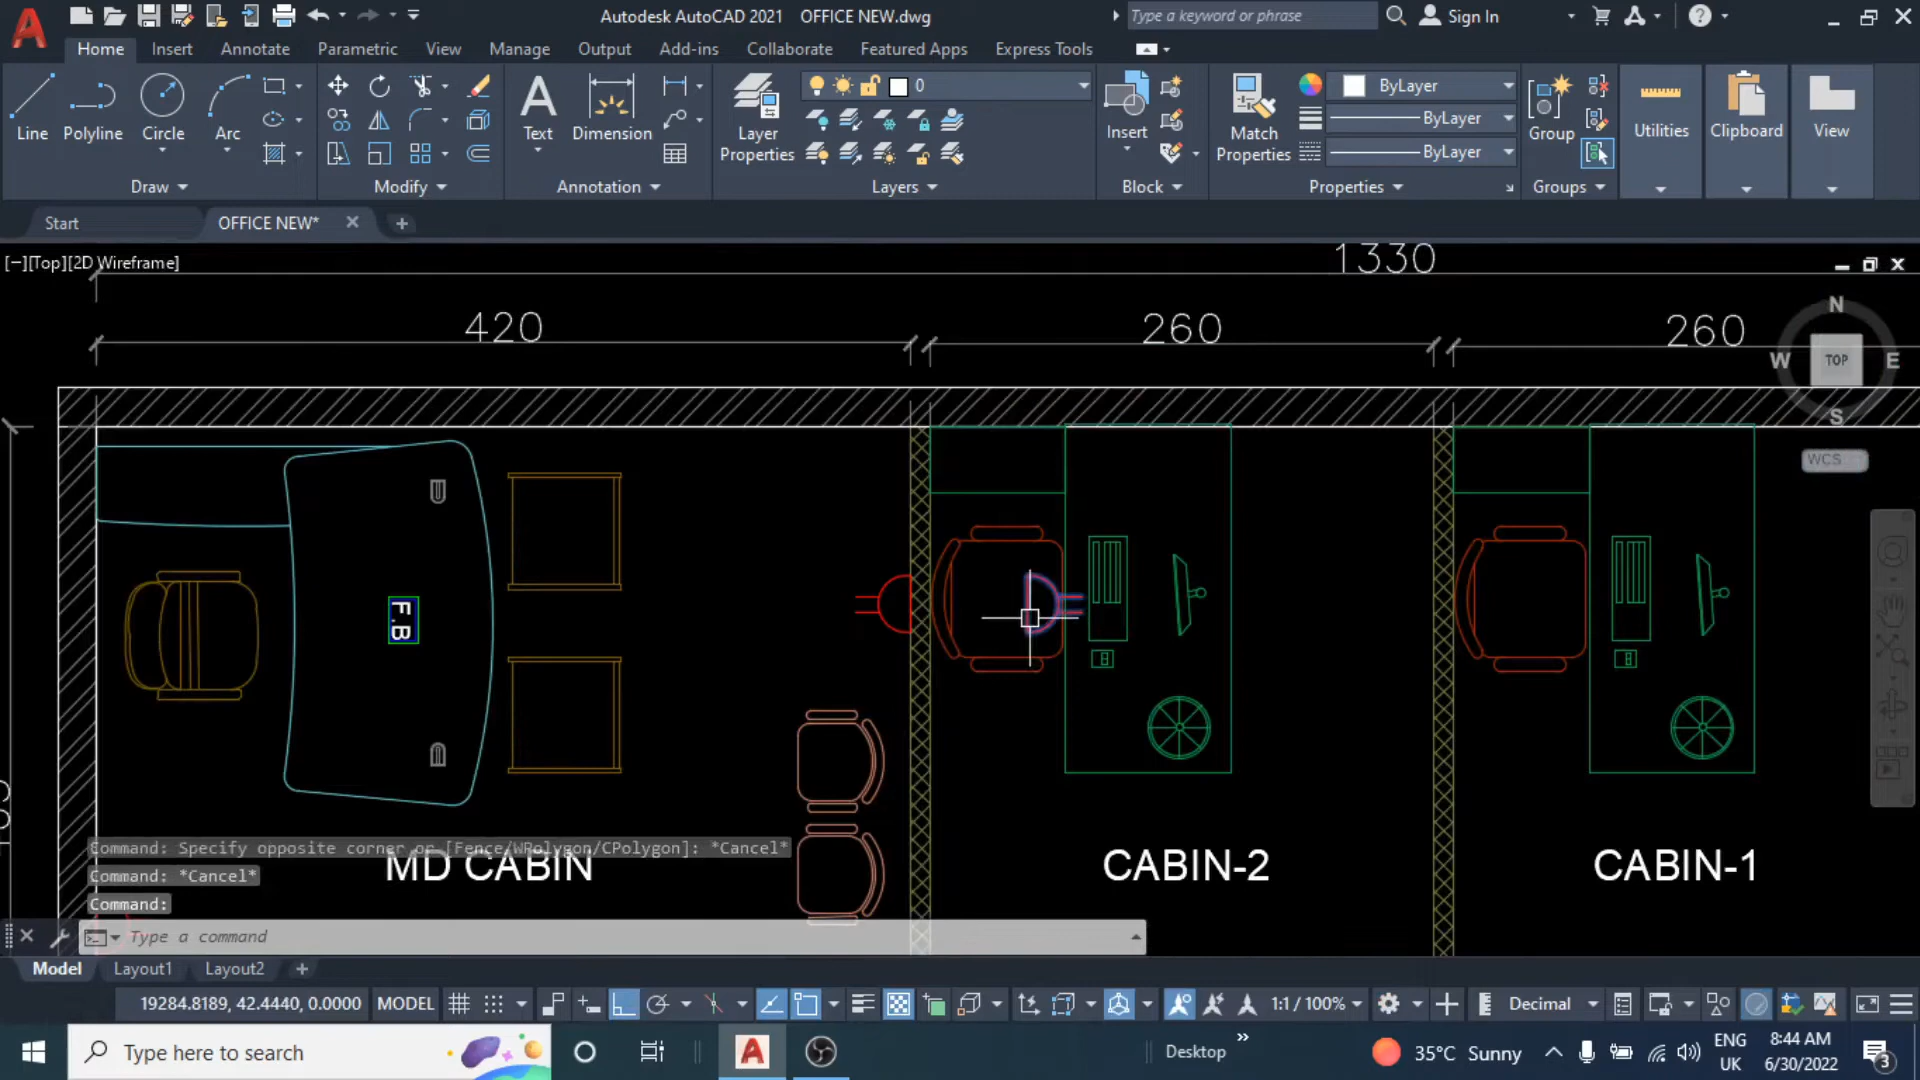 Autodesk AutoCAD 2021 OFFICE NEW.dwg
Type a keyword or phrase
Sign In
Home Insert Annotate Parametric View Manage Output Add-ins Collaborate Featured Apps Express Tools
0
ByLayer
ByLayer
ByLayer
Line Polyline Circle Arc
Text Dimension
Layer Properties
Insert
Match Properties
Group
Utilities
Clipboard
View
Draw Modify Annotation Layers Block Properties Groups
Start OFFICE NEW*
[−][Top][2D Wireframe]
1330
420
260
260
N
W TOP E
S
WCS
F.B
Command: Specify opposite corner or [Fence/WPolygon/CPolygon]: *Cancel*
MD CABIN
CABIN-2
CABIN-1
Command: *Cancel*
Command:
Type a command
Model Layout1 Layout2
19284.8189, 42.4440, 0.0000 MODEL
1:1 / 100%
Decimal
Type here to search
Desktop
35°C Sunny
ENG
UK
8:44 AM
6/30/2022
3